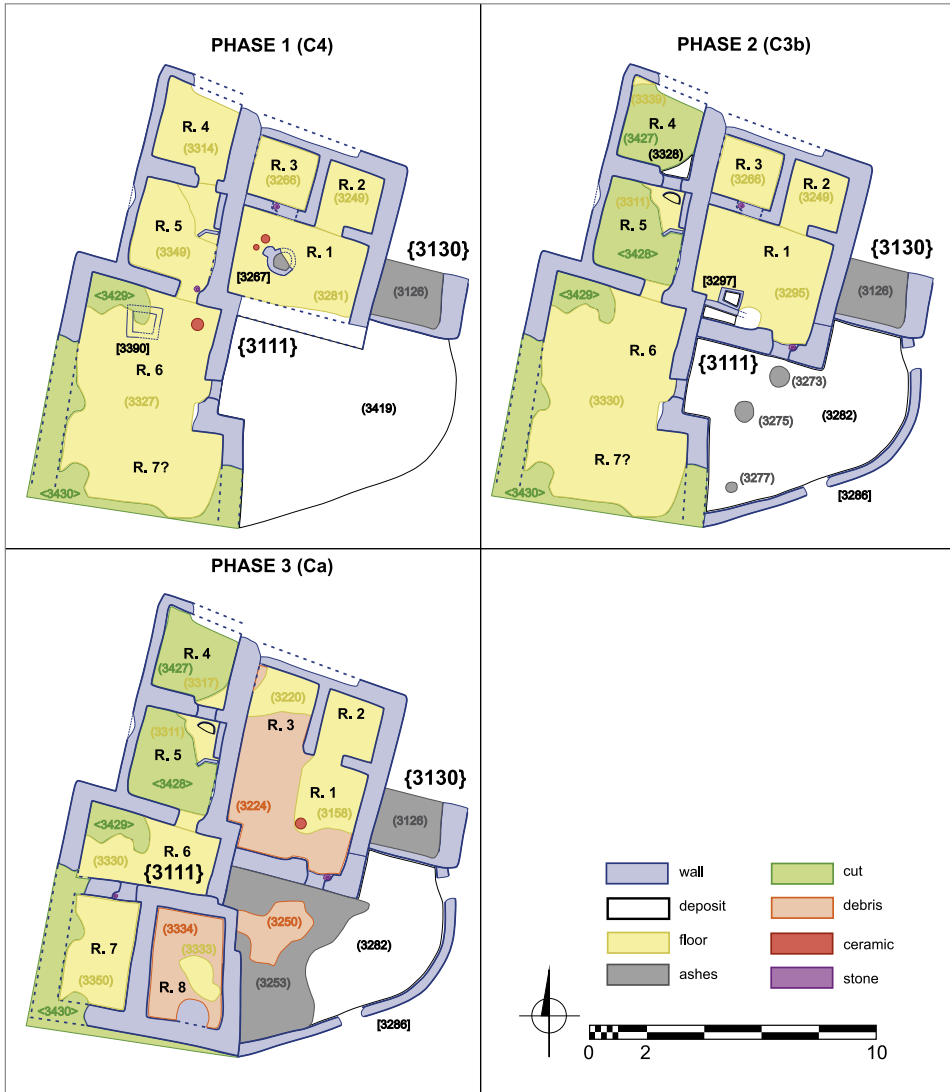 PHASE 1 (C4)
R. 4
(3314)
R. 3
(3266)
R. 2
(3249)
R. 5
(3349)
R. 1
{3130}
[3267]
(3281)
(3126)
<3429>
[3390]
{3111}
R. 6
(3327)
(3419)
R. 7?
<3430>
PHASE 2 (C3b)
(3339)
R. 4
(3427)
(3328)
R. 3
(3266)
R. 2
(3249)
(3311)
R. 5
<3428>
R. 1
{3130}
[3297]
(3295)
(3126)
<3429>
R. 6
{3111}
(3273)
(3330)
(3275)
(3282)
R. 7?
(3277)
<3430>
[3286]
PHASE 3 (Ca)
R. 4
(3427)
(3317)
(3220)
R. 3
R. 2
(3311)
R. 5
<3428>
R. 1
{3130}
(3224)
(3158)
(3126)
<3429>
R. 6
(3330)
{3111}
(3334)
(3250)
R. 7
(3333)
(3282)
(3350)
R. 8
(3253)
<3430>
[3286]
wall
cut
deposit
debris
floor
ceramic
ashes
stone
0 2 10